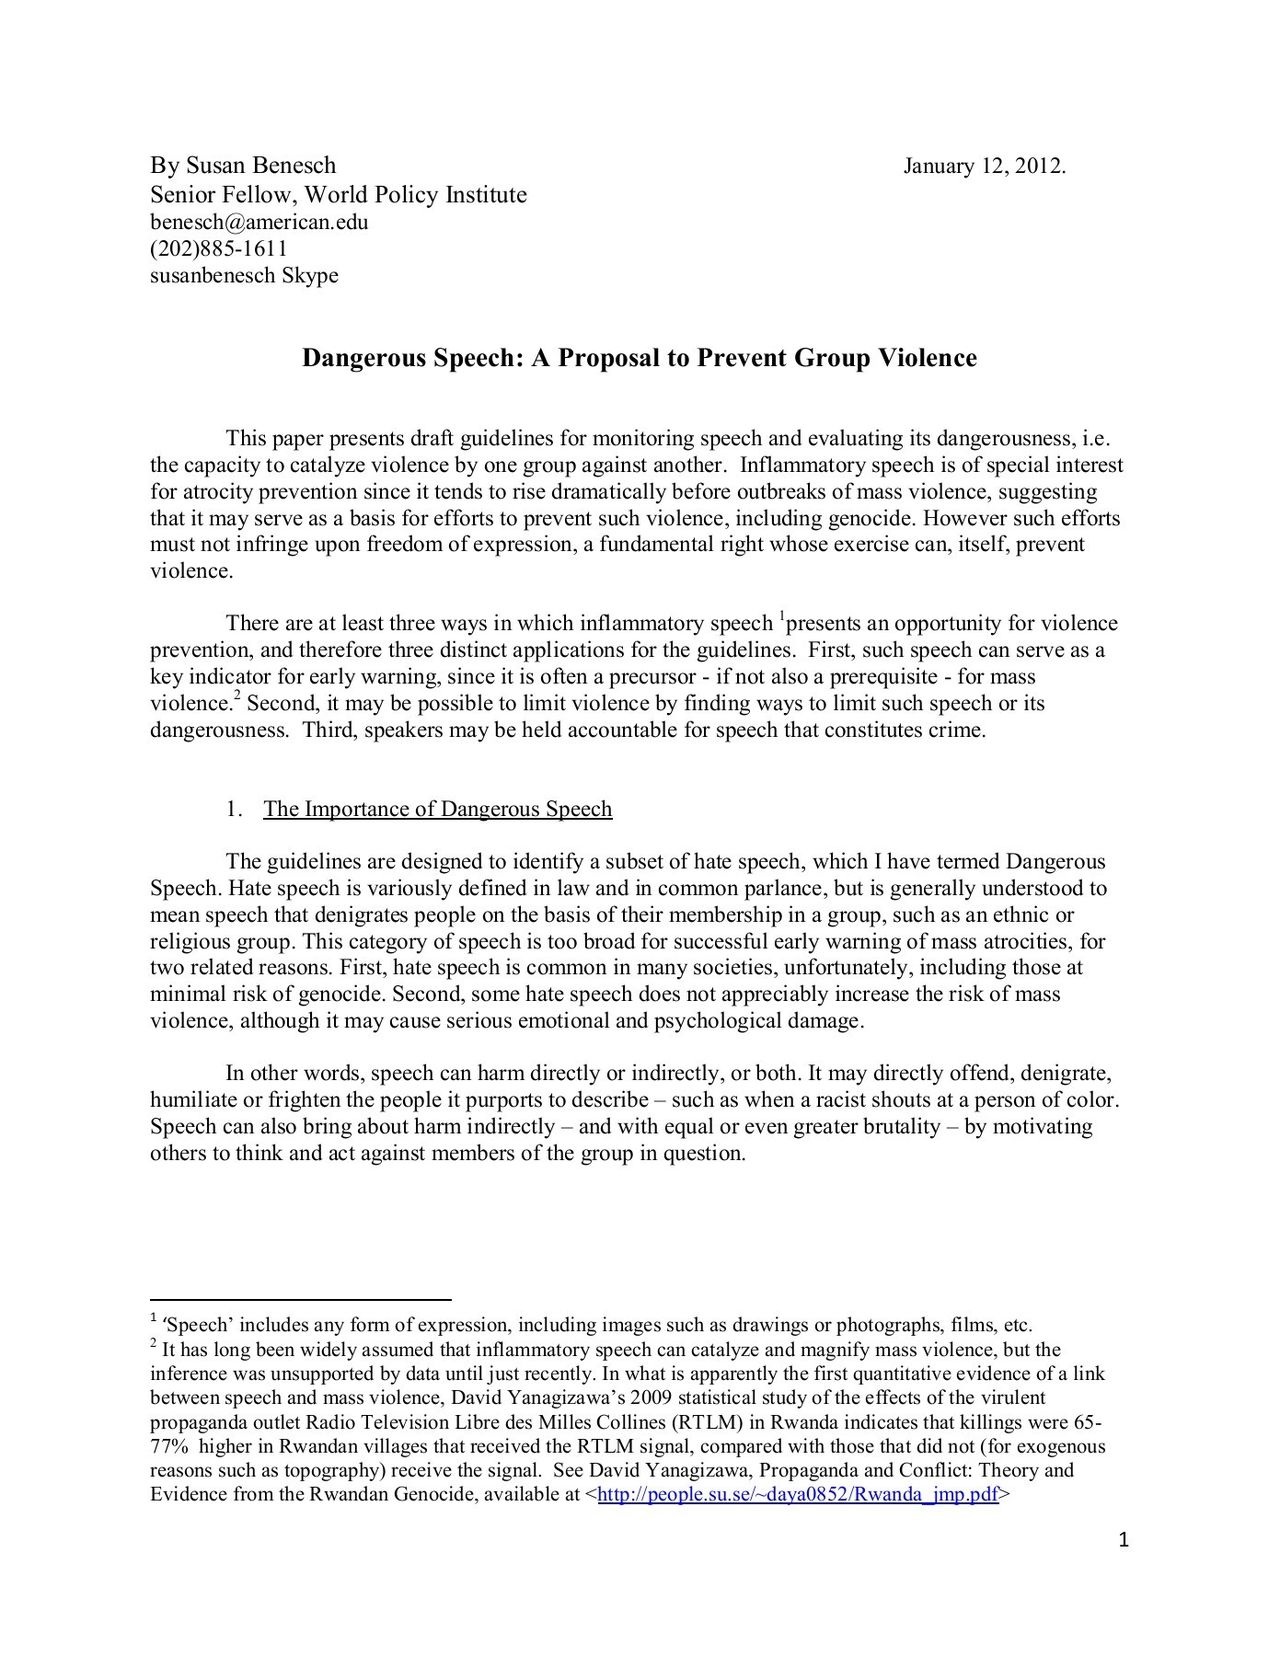 By Susan Benesch January 12, 2012.
Senior Fellow, World Policy Institute
benesch@american.edu
(202)885-1611
susanbenesch Skype
Dangerous Speech: A Proposal to Prevent Group Violence
This paper presents draft guidelines for monitoring speech and evaluating its dangerousness, i.e.
the capacity to catalyze violence by one group against another.  Inflammatory speech is of special interest
for atrocity prevention since it tends to rise dramatically before outbreaks of mass violence, suggesting
that it may serve as a basis for efforts to prevent such violence, including genocide. However such efforts
must not infringe upon freedom of expression, a fundamental right whose exercise can, itself, prevent
violence.
There are at least three ways in which inflammatory speech ¹presents an opportunity for violence
prevention, and therefore three distinct applications for the guidelines.  First, such speech can serve as a
key indicator for early warning, since it is often a precursor - if not also a prerequisite - for mass
violence.² Second, it may be possible to limit violence by finding ways to limit such speech or its
dangerousness.  Third, speakers may be held accountable for speech that constitutes crime.
1. The Importance of Dangerous Speech
The guidelines are designed to identify a subset of hate speech, which I have termed Dangerous
Speech. Hate speech is variously defined in law and in common parlance, but is generally understood to
mean speech that denigrates people on the basis of their membership in a group, such as an ethnic or
religious group. This category of speech is too broad for successful early warning of mass atrocities, for
two related reasons. First, hate speech is common in many societies, unfortunately, including those at
minimal risk of genocide. Second, some hate speech does not appreciably increase the risk of mass
violence, although it may cause serious emotional and psychological damage.
In other words, speech can harm directly or indirectly, or both. It may directly offend, denigrate,
humiliate or frighten the people it purports to describe – such as when a racist shouts at a person of color.
Speech can also bring about harm indirectly – and with equal or even greater brutality – by motivating
others to think and act against members of the group in question.
¹ ‘Speech’ includes any form of expression, including images such as drawings or photographs, films, etc.
² It has long been widely assumed that inflammatory speech can catalyze and magnify mass violence, but the
inference was unsupported by data until just recently. In what is apparently the first quantitative evidence of a link
between speech and mass violence, David Yanagizawa’s 2009 statistical study of the effects of the virulent
propaganda outlet Radio Television Libre des Milles Collines (RTLM) in Rwanda indicates that killings were 65-
77%  higher in Rwandan villages that received the RTLM signal, compared with those that did not (for exogenous
reasons such as topography) receive the signal.  See David Yanagizawa, Propaganda and Conflict: Theory and
Evidence from the Rwandan Genocide, available at <http://people.su.se/~daya0852/Rwanda_jmp.pdf>
1